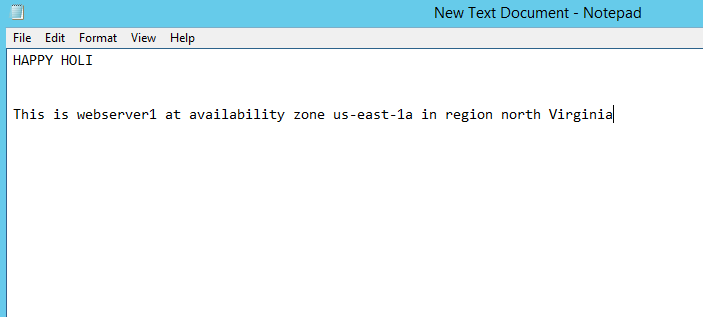 New Text Document - Notepad
File Edit Format View Help
HAPPY HOLI
This is webserver1 at availability zone us-east-1a in region north Virginia